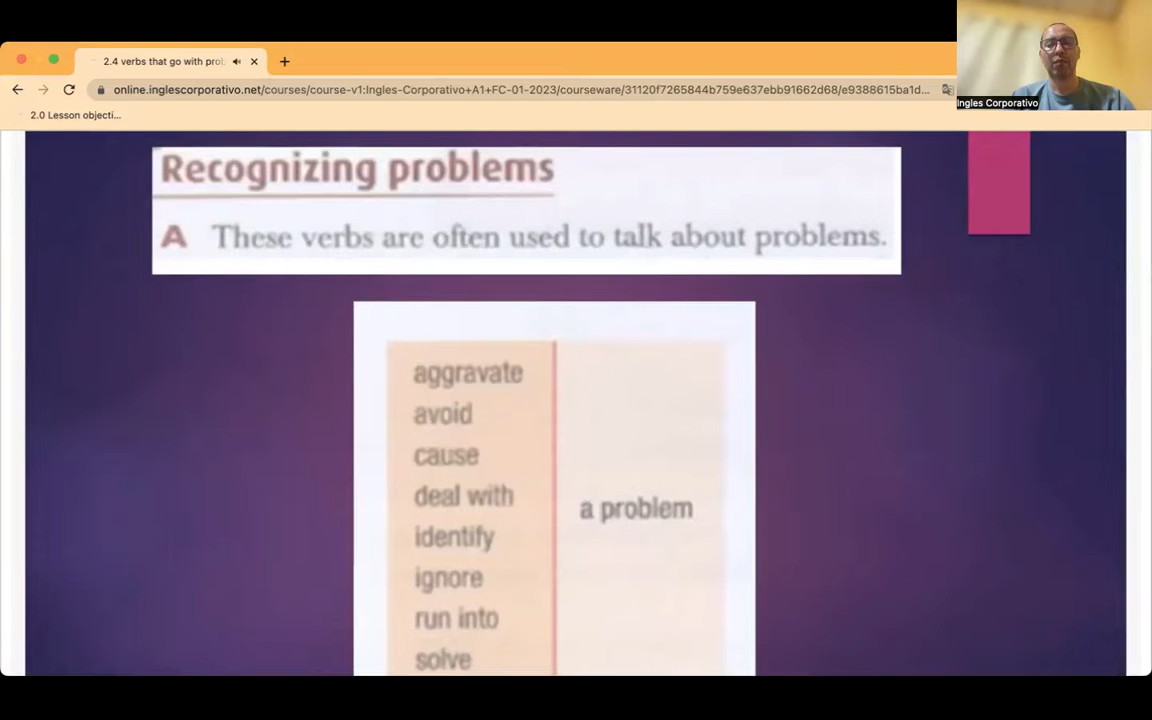 2.4 verbs that go with prob
online.inglescorporativo.net/courses/course-v1:Ingles-Corporativo+A1+FC-01-2023/courseware/31120f7265844b759e637ebb91662d68/e9388615ba1d...
2.0 Lesson objecti...
Ingles Corporativo
Recognizing problems
A These verbs are often used to talk about problems.
aggravate
avoid
cause
deal with
a problem
identify
ignore
run into
solve